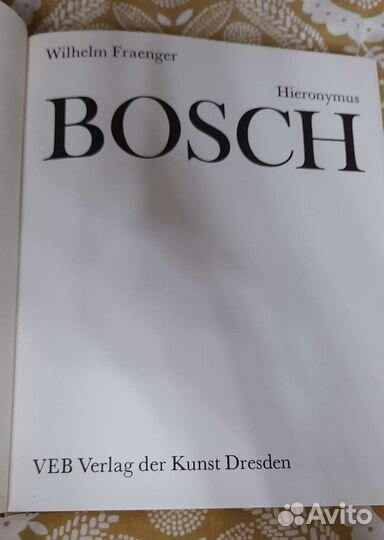 Wilhelm Fraenger
Hieronymus
BOSCH
VEB Verlag der Kunst Dresden
Avito